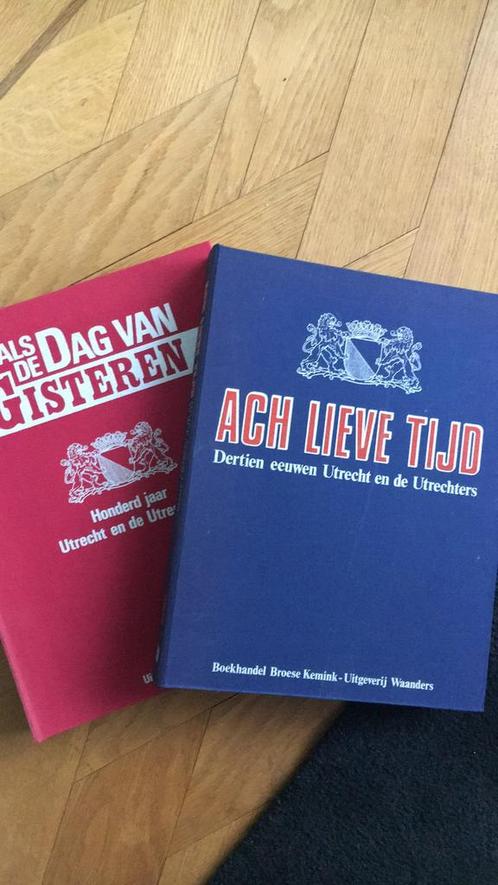 ALS
DE DAG VAN
GISTEREN
Honderd jaar
Utrecht en de
ACH LIEVE TIJD
Dertien eeuwen Utrecht en de Utrechters
Boekhandel Broese Kemink - Uitgeverij Waanders